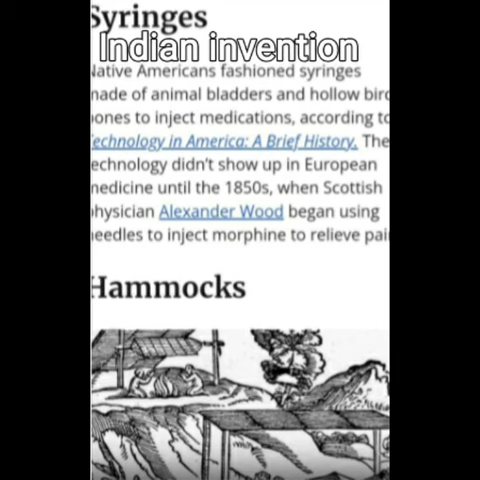 Syringes
Indian invention
Native Americans fashioned syringes
made of animal bladders and hollow bird
bones to inject medications, according to
Technology in America: A Brief History. The
technology didn't show up in European
medicine until the 1850s, when Scottish
physician Alexander Wood began using
needles to inject morphine to relieve pain
Hammocks